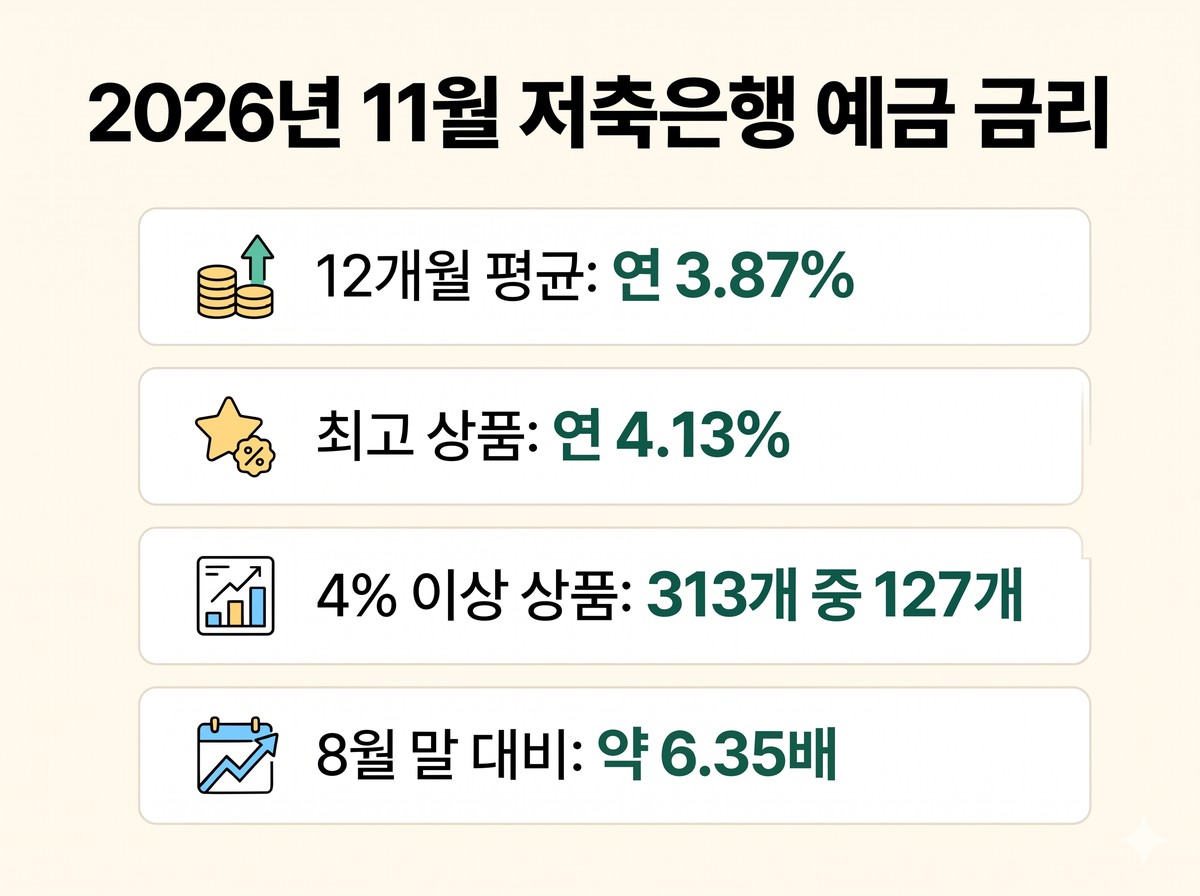 2026년 11월 저축은행 예금 금리
12개월 평균: 연 3.87%
최고 상품: 연 4.13%
%
4% 이상 상품: 313개 중 127개
8월 말 대비: 약 6.35배